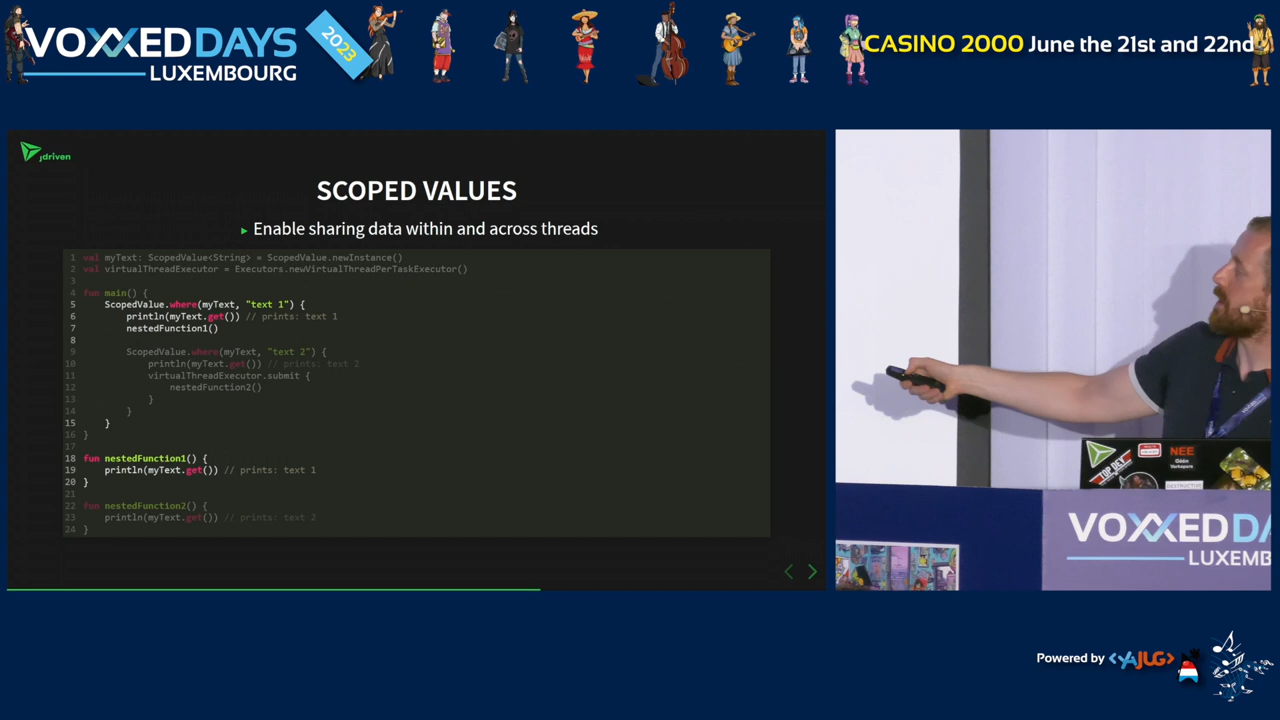 VOXXED DAYS
LUXEMBOURG
2023
CASINO 2000 June the 21st and 22nd
jdriven
SCOPED VALUES
Enable sharing data within and across threads
1 val myText: ScopedValue<String> = ScopedValue.newInstance()
2 val virtualThreadExecutor = Executors.newVirtualThreadPerTaskExecutor()
3
4 fun main() {
5 ScopedValue.where(myText, "text 1") {
6 println(myText.get()) // prints: text 1
7 nestedFunction1()
8
9 ScopedValue.where(myText, "text 2") {
10 println(myText.get()) // prints: text 2
11 virtualThreadExecutor.submit {
12 nestedFunction2()
13 }
14 }
15 }
16 }
17
18 fun nestedFunction1() {
19 println(myText.get()) // prints: text 1
20 }
21
22 fun nestedFunction2() {
23 println(myText.get()) // prints: text 2
24 }
TOP DEV
NEE
VOXXED DA
LUXEMB
Powered by <YAJUG>